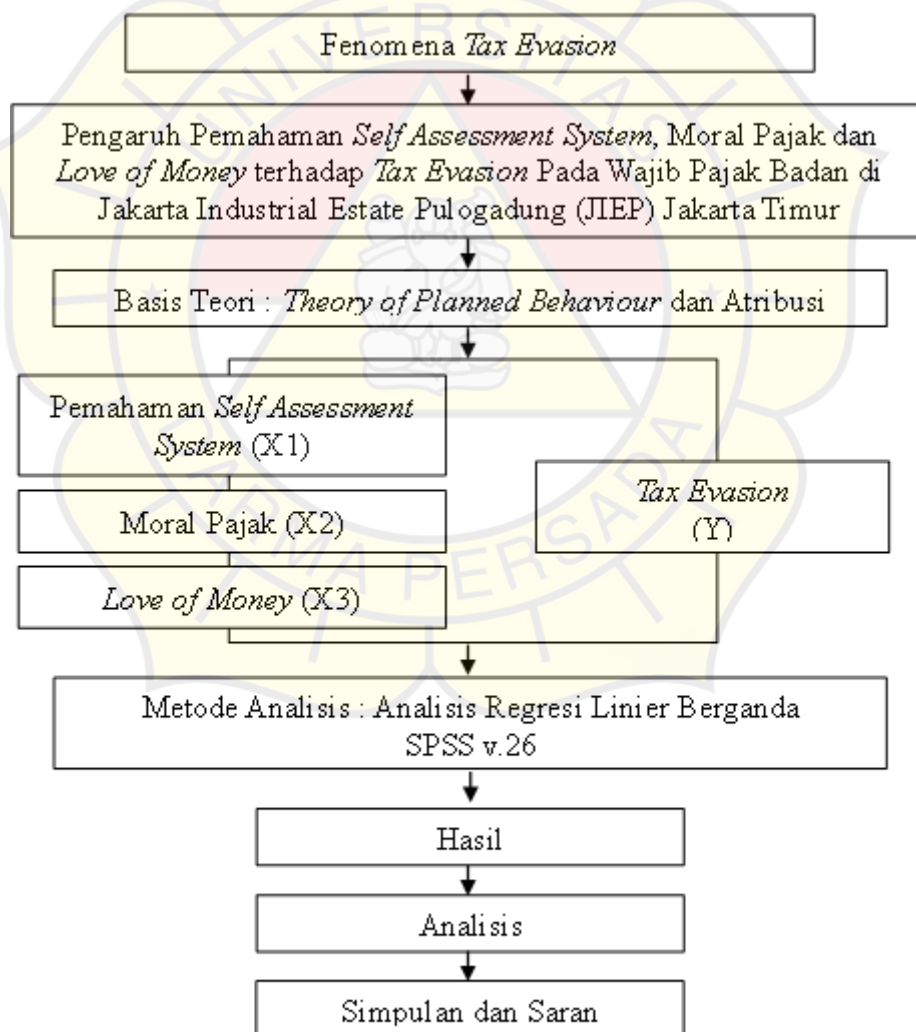 Fenomena Tax Evasion
Pengaruh Pemahaman Self Assessment System, Moral Pajak dan
Love of Money terhadap Tax Evasion Pada Wajib Pajak Badan di
Jakarta Industrial Estate Pulogadung (JIEP) Jakarta Timur
Basis Teori : Theory of Planned Behaviour dan Atribusi
Pemahaman Self Assessment
System (X1)
Moral Pajak (X2)
Love of Money (X3)
Tax Evasion
(Y)
Metode Analisis : Analisis Regresi Linier Berganda
SPSS v.26
Hasil
Analisis
Simpulan dan Saran
UNIVERSITAS
DARMA PERSADA